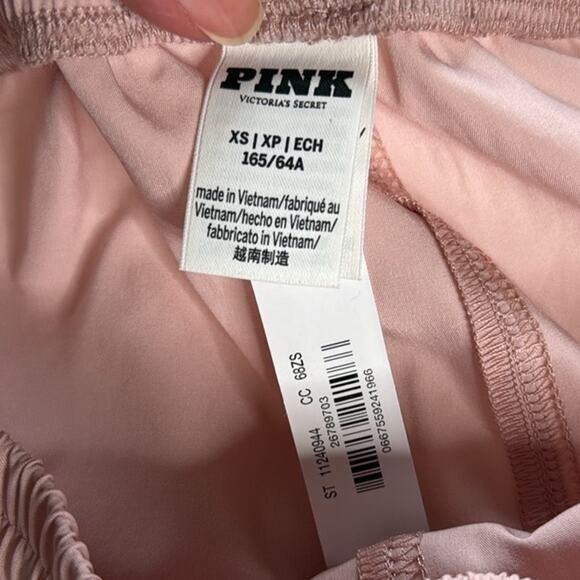 PINK
VICTORIA'S SECRET
XS | XP | ECH
165/64A
made in Vietnam/fabriqué au
Vietnam/hecho en Vietnam/
fabbricato in Vietnam/
越南制造
ST 11240944 CC 68ZS
26789703
0667559241966